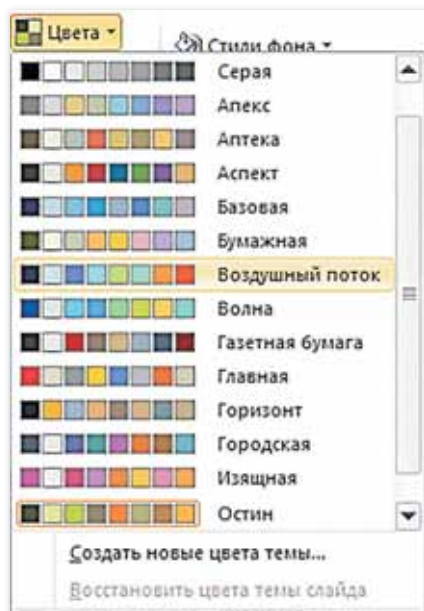 Цвета
Стили фона
Серая
Апекс
Аптека
Аспект
Базовая
Бумажная
Воздушный поток
Волна
Газетная бумага
Главная
Горизонт
Городская
Изящная
Остин
Создать новые цвета темы...
Восстановить цвета темы слайда